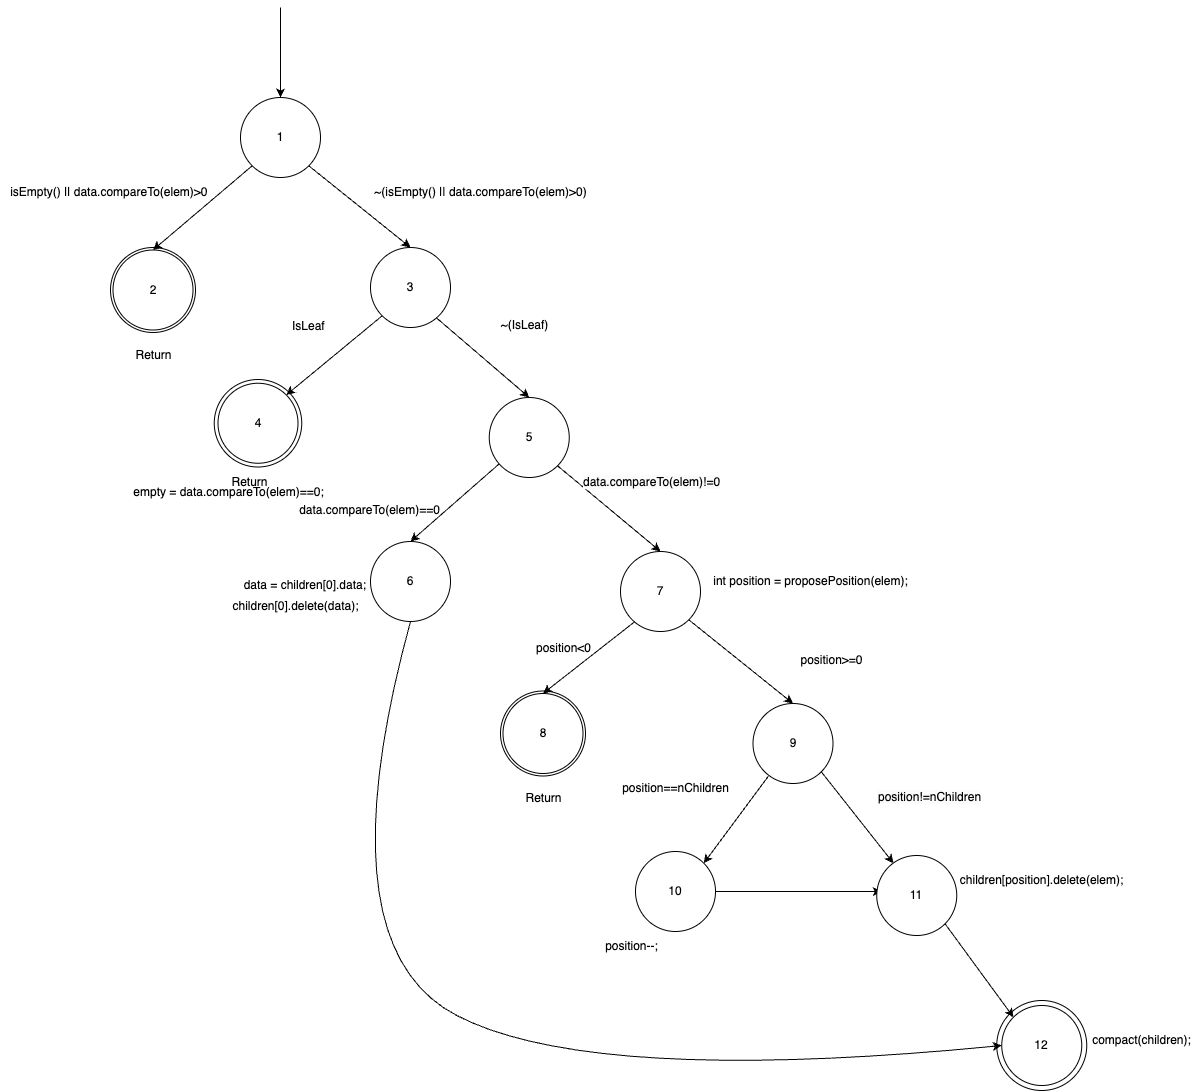 1
isEmpty() || data.compareTo(elem)>0
~(isEmpty() || data.compareTo(elem)>0)
2
3
Return
IsLeaf
~(IsLeaf)
4
5
Return
empty = data.compareTo(elem)==0;
data.compareTo(elem)!=0
data.compareTo(elem)==0
6
data = children[0].data;
children[0].delete(data);
7
int position = proposePosition(elem);
position<0
position>=0
8
9
Return
position==nChildren
position!=nChildren
10
11
children[position].delete(elem);
position--;
12
compact(children);